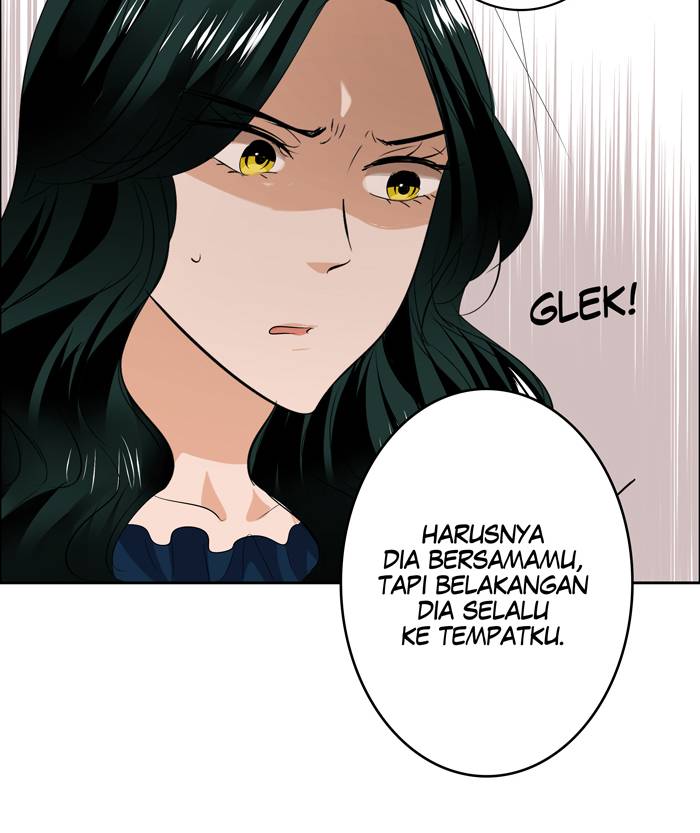 GLEK!
HARUSNYA
DIA BERSAMAMU,
TAPI BELAKANGAN
DIA SELALU
KE TEMPATKU.